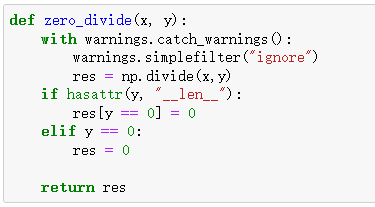 def zero_divide(x, y):
    with warnings.catch_warnings():
        warnings.simplefilter("ignore")
        res = np.divide(x,y)
    if hasattr(y, "__len__"):
        res[y == 0] = 0
    elif y == 0:
        res = 0

    return res